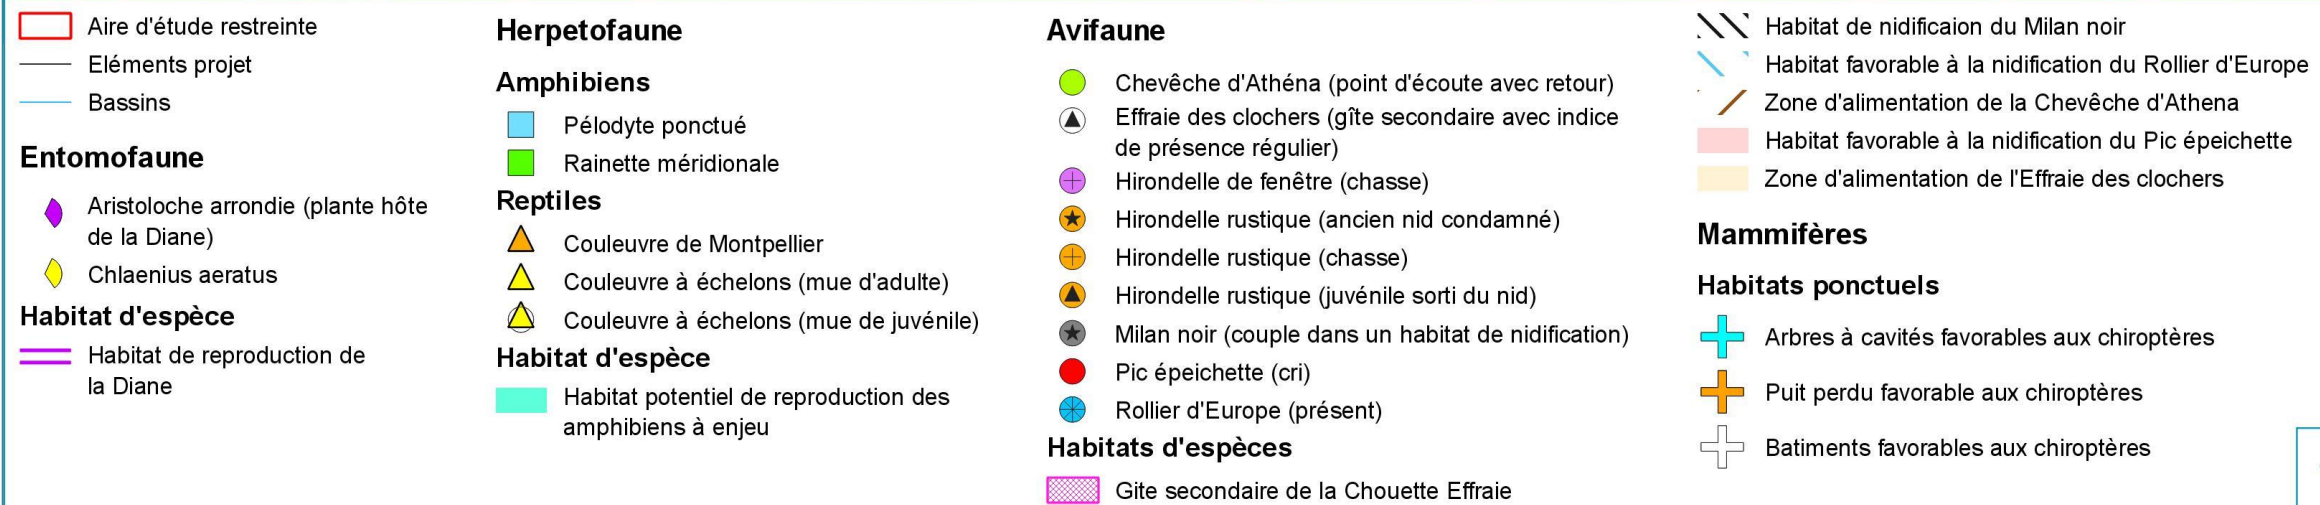 Aire d'étude restreinte
Eléments projet
Bassins
Entomofaune
Aristoloche arrondie (plante hôte
de la Diane)
Chlaenius aeratus
Habitat d'espèce
Habitat de reproduction de
la Diane
Herpetofaune
Amphibiens
Pélodyte ponctué
Rainette méridionale
Reptiles
Couleuvre de Montpellier
Couleuvre à échelons (mue d'adulte)
Couleuvre à échelons (mue de juvénile)
Habitat d'espèce
Habitat potentiel de reproduction des
amphibiens à enjeu
Avifaune
Chevêche d'Athéna (point d'écoute avec retour)
Effraie des clochers (gîte secondaire avec indice
de présence régulier)
Hirondelle de fenêtre (chasse)
Hirondelle rustique (ancien nid condamné)
Hirondelle rustique (chasse)
Hirondelle rustique (juvénile sorti du nid)
Milan noir (couple dans un habitat de nidification)
Pic épeichette (cri)
Rollier d'Europe (présent)
Habitats d'espèces
Gite secondaire de la Chouette Effraie
Habitat de nidificaion du Milan noir
Habitat favorable à la nidification du Rollier d'Europe
Zone d'alimentation de la Chevêche d'Athena
Habitat favorable à la nidification du Pic épeichette
Zone d'alimentation de l'Effraie des clochers
Mammifères
Habitats ponctuels
Arbres à cavités favorables aux chiroptères
Puit perdu favorable aux chiroptères
Batiments favorables aux chiroptères